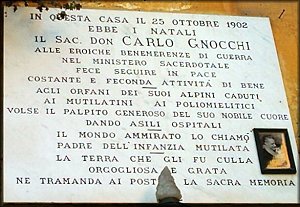 IN QUESTA CASA IL 25 OTTOBRE 1902
EBBE I NATALI
IL SAC. DON CARLO GNOCCHI
ALLE EROICHE BENEMERENZE DI GUERRA
NEL MINISTERO SACERDOTALE
FECE SEGUIRE IN PACE
COSTANTE E FECONDA ATTIVITÀ DI BENE
AGLI ORFANI DEI SUOI ALPINI CADUTI
AI MUTILATINI AI POLIOMIELITICI
VOLSE IL PALPITO GENEROSO DEL SUO NOBILE CUORE
DANDO ASILI OSPITALI
IL MONDO AMMIRATO LO CHIAMÒ
PADRE DELL'INFANZIA MUTILATA
LA TERRA CHE GLI FU CULLA
ORGOGLIOSA E GRATA
NE TRAMANDA AI POSTERI LA SACRA MEMORIA